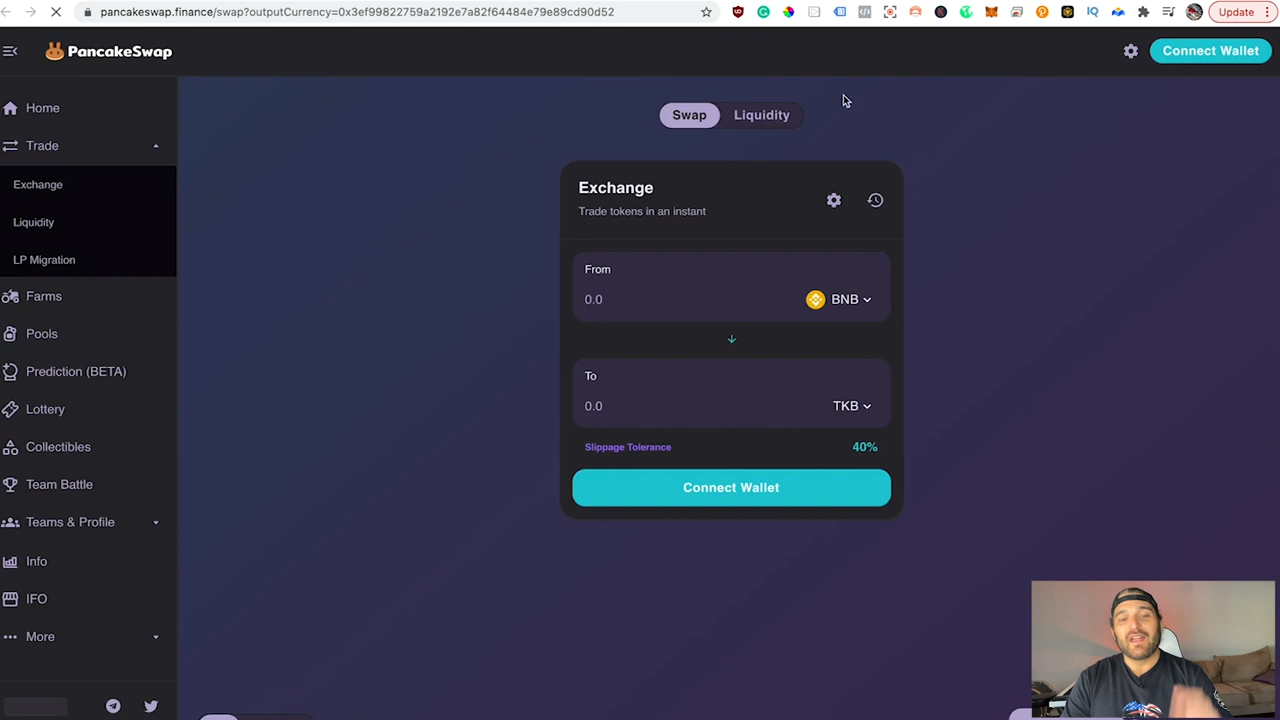 pancakeswap.finance/swap?outputCurrency=0x3ef99822759a2192e7a82f64484e79e89cd90d52
Update
PancakeSwap
Connect Wallet
Home
Trade
Exchange
Liquidity
LP Migration
Farms
Pools
Prediction (BETA)
Lottery
Collectibles
Team Battle
Teams & Profile
Info
IFO
More
Swap
Liquidity
Exchange
Trade tokens in an instant
From
0.0
BNB
To
0.0
TKB
Slippage Tolerance
40%
Connect Wallet